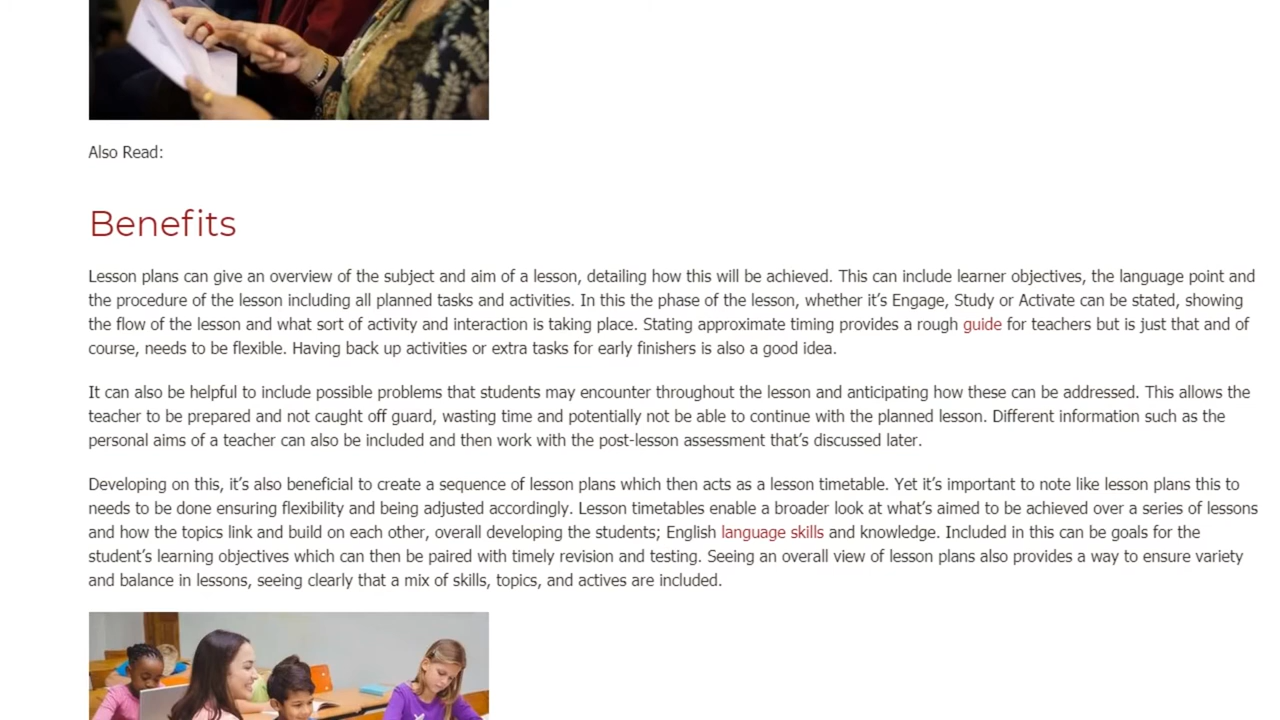 Also Read:
Benefits
Lesson plans can give an overview of the subject and aim of a lesson, detailing how this will be achieved. This can include learner objectives, the language point and
the procedure of the lesson including all planned tasks and activities. In this the phase of the lesson, whether it’s Engage, Study or Activate can be stated, showing
the flow of the lesson and what sort of activity and interaction is taking place. Stating approximate timing provides a rough guide for teachers but is just that and of
course, needs to be flexible. Having back up activities or extra tasks for early finishers is also a good idea.
It can also be helpful to include possible problems that students may encounter throughout the lesson and anticipating how these can be addressed. This allows the
teacher to be prepared and not caught off guard, wasting time and potentially not be able to continue with the planned lesson. Different information such as the
personal aims of a teacher can also be included and then work with the post-lesson assessment that’s discussed later.
Developing on this, it’s also beneficial to create a sequence of lesson plans which then acts as a lesson timetable. Yet it’s important to note like lesson plans this to
needs to be done ensuring flexibility and being adjusted accordingly. Lesson timetables enable a broader look at what’s aimed to be achieved over a series of lessons
and how the topics link and build on each other, overall developing the students; English language skills and knowledge. Included in this can be goals for the
student’s learning objectives which can then be paired with timely revision and testing. Seeing an overall view of lesson plans also provides a way to ensure variety
and balance in lessons, seeing clearly that a mix of skills, topics, and actives are included.